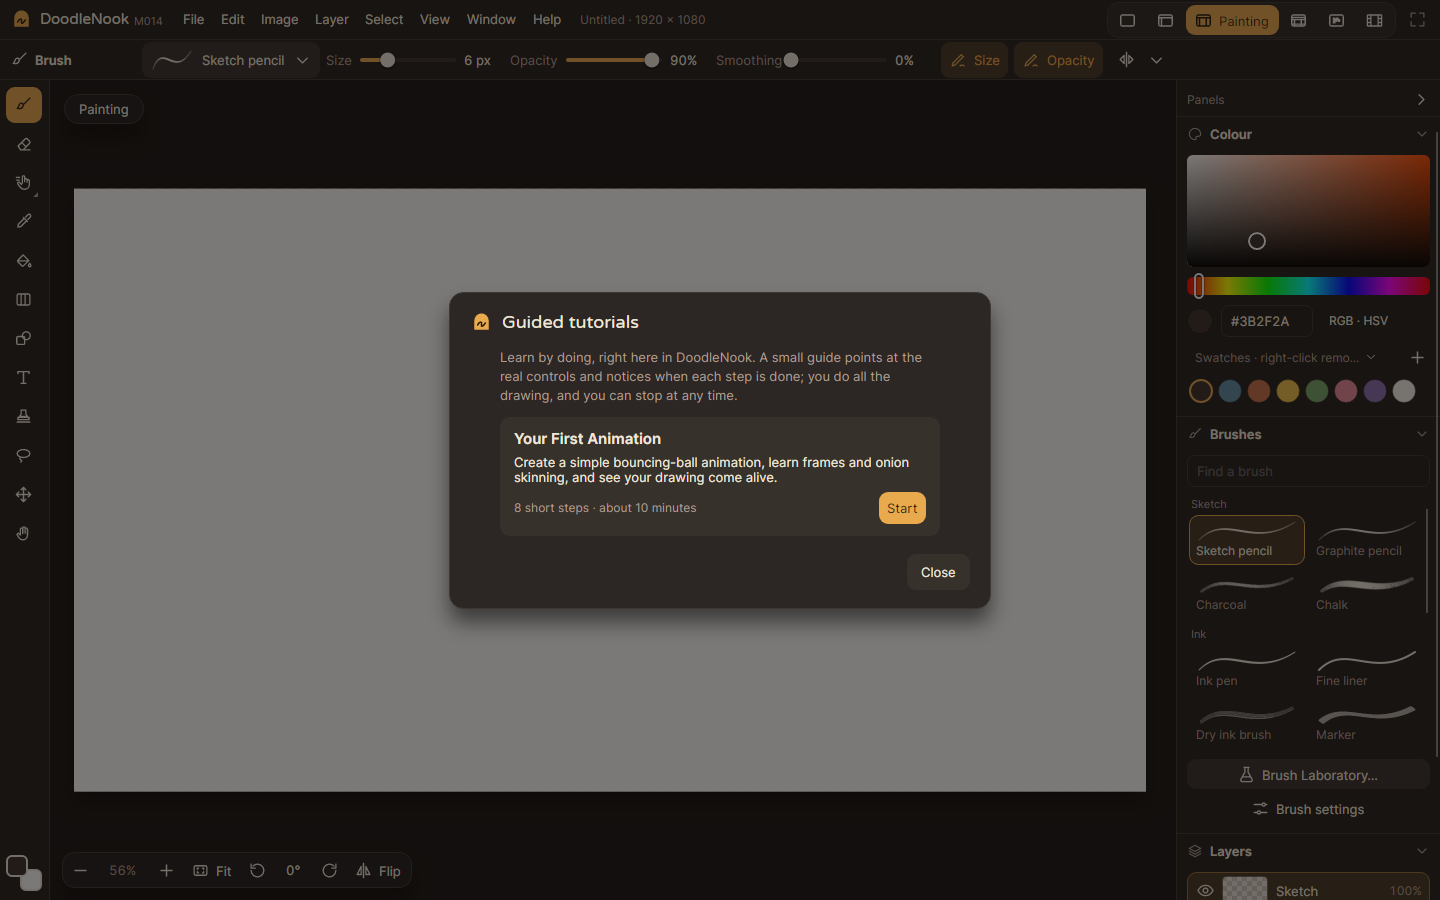 DoodleNook M014 File Edit Image Layer Select View Window Help Untitled · 1920 × 1080 Painting
Brush Sketch pencil Size 6 px Opacity 90% Smoothing 0% Size Opacity
Painting
Panels
Colour
#3B2F2A RGB · HSV
Swatches · right-click remo...
Brushes
Find a brush
Sketch
Sketch pencil Graphite pencil
Charcoal Chalk
Ink
Ink pen Fine liner
Dry ink brush Marker
Brush Laboratory...
Brush settings
Layers
Sketch 100%
Guided tutorials
Learn by doing, right here in DoodleNook. A small guide points at the
real controls and notices when each step is done; you do all the
drawing, and you can stop at any time.
Your First Animation
Create a simple bouncing-ball animation, learn frames and onion
skinning, and see your drawing come alive.
8 short steps · about 10 minutes Start
Close
56% Fit 0° Flip